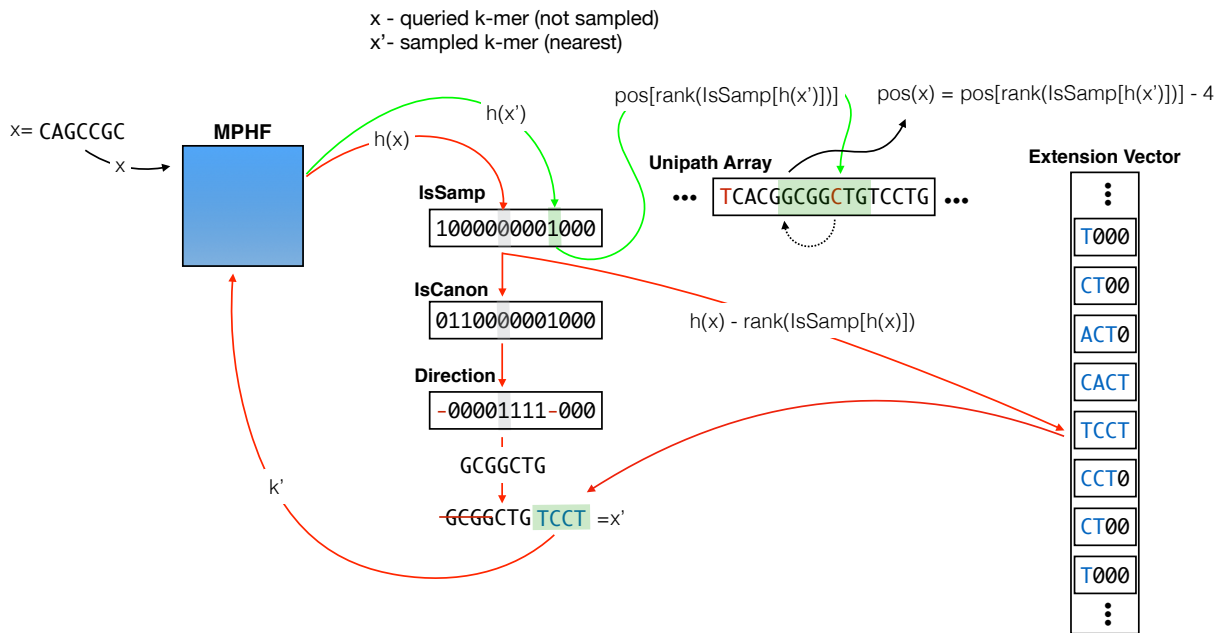 x - queried k-mer (not sampled)
x'- sampled k-mer (nearest)
x= CAGCCGC
x
MPHF
h(x)
h(x')
pos[rank(IsSamp[h(x')])]
pos(x) = pos[rank(IsSamp[h(x')])] - 4
Unipath Array
••• TCACGGCGGCTGTCCTG •••
IsSamp
1000000001000
IsCanon
0110000001000
Direction
-00001111-000
GCGGCTG
GCGGCTG TCCT =x'
k'
h(x) - rank(IsSamp[h(x)])
Extension Vector
T000
CT00
ACT0
CACT
TCCT
CCT0
CT00
T000